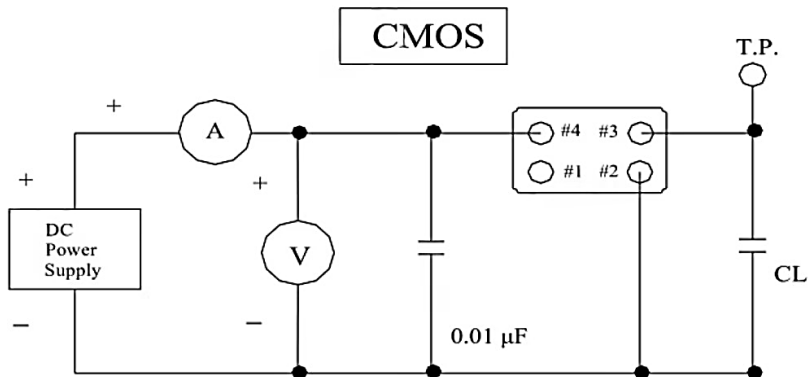 CMOS
T.P.
+
A
#4 #3
+
+
#1 #2
DC
Power
Supply
V
CL
−
−
0.01 μF